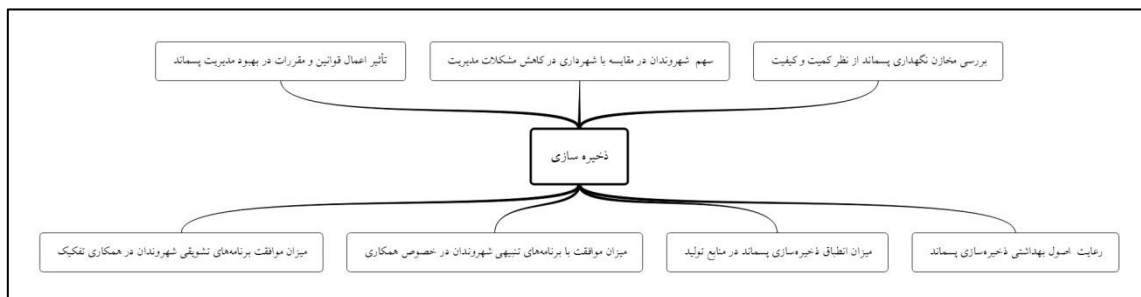 بررسی مخازن نگهداری پسماند از نظر کمیت و کیفیت
سهم شهروندان در مقایسه با شهرداری در کاهش مشکلات مدیریت
تأثیر اعمال قوانین و مقررات در بهبود مدیریت پسماند
ذخیره سازی
رعایت اصول بهداشتی ذخیره‌سازی پسماند
میزان انطباق ذخیره‌سازی پسماند در منابع تولید
میزان موافقت با برنامه‌های تنبیهی شهروندان در خصوص همکاری
میزان موافقت برنامه‌های تشویقی شهروندان در همکاری تفکیک